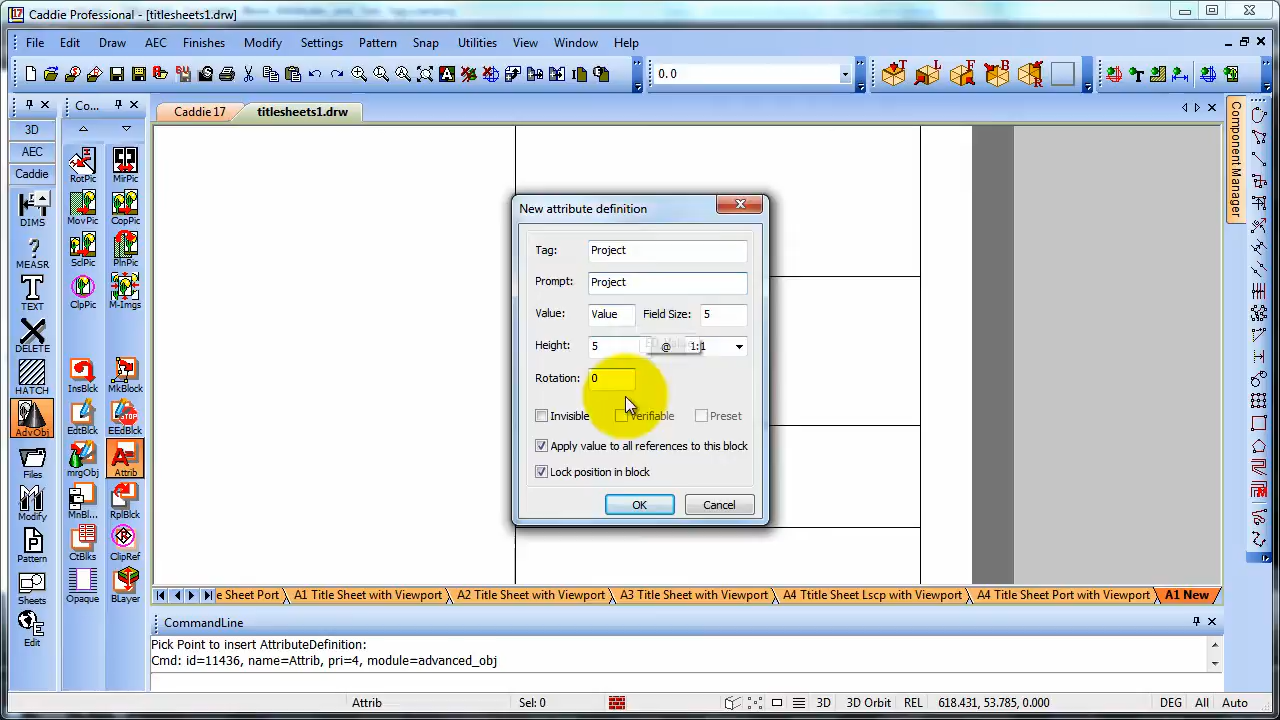 17 Caddie Professional - [titlesheets1.drw]
File Edit Draw AEC Finishes Modify Settings Pattern Snap Utilities View Window Help
0. 0
Co...
Caddie 17 titlesheets1.drw
3D
AEC
Caddie
RotPic MirPic
DIMS MovPic CopPic
MEASR SclPic PlnPic
TEXT ClpPic M-Imgs
DELETE
HATCH InsBlck MkBlock
AdvObj EdtBlck EEdBlck
Files mrgObj Attrib
Modify MnBl... RolBlck
Pattern CtBlks ClipRef
Sheets Opaque BLayer
Edit
New attribute definition
Tag: Project
Prompt: Project
Value: Value Field Size: 5
Height: 5 @ 1:1
Rotation: 0
Invisible Verifiable Preset
Apply value to all references to this block
Lock position in block
OK Cancel
Component Manager
e Sheet Port A1 Title Sheet with Viewport A2 Title Sheet with Viewport A3 Title Sheet with Viewport A4 Ttitle Sheet Lscp with Viewport A4 Title Sheet Port with Viewport A1 New
CommandLine
Pick Point to insert AttributeDefinition:
Cmd: id=11436, name=Attrib, pri=4, module=advanced_obj
Attrib Sel: 0 3D 3D Orbit REL 618.431, 53.785, 0.000 DEG All Auto